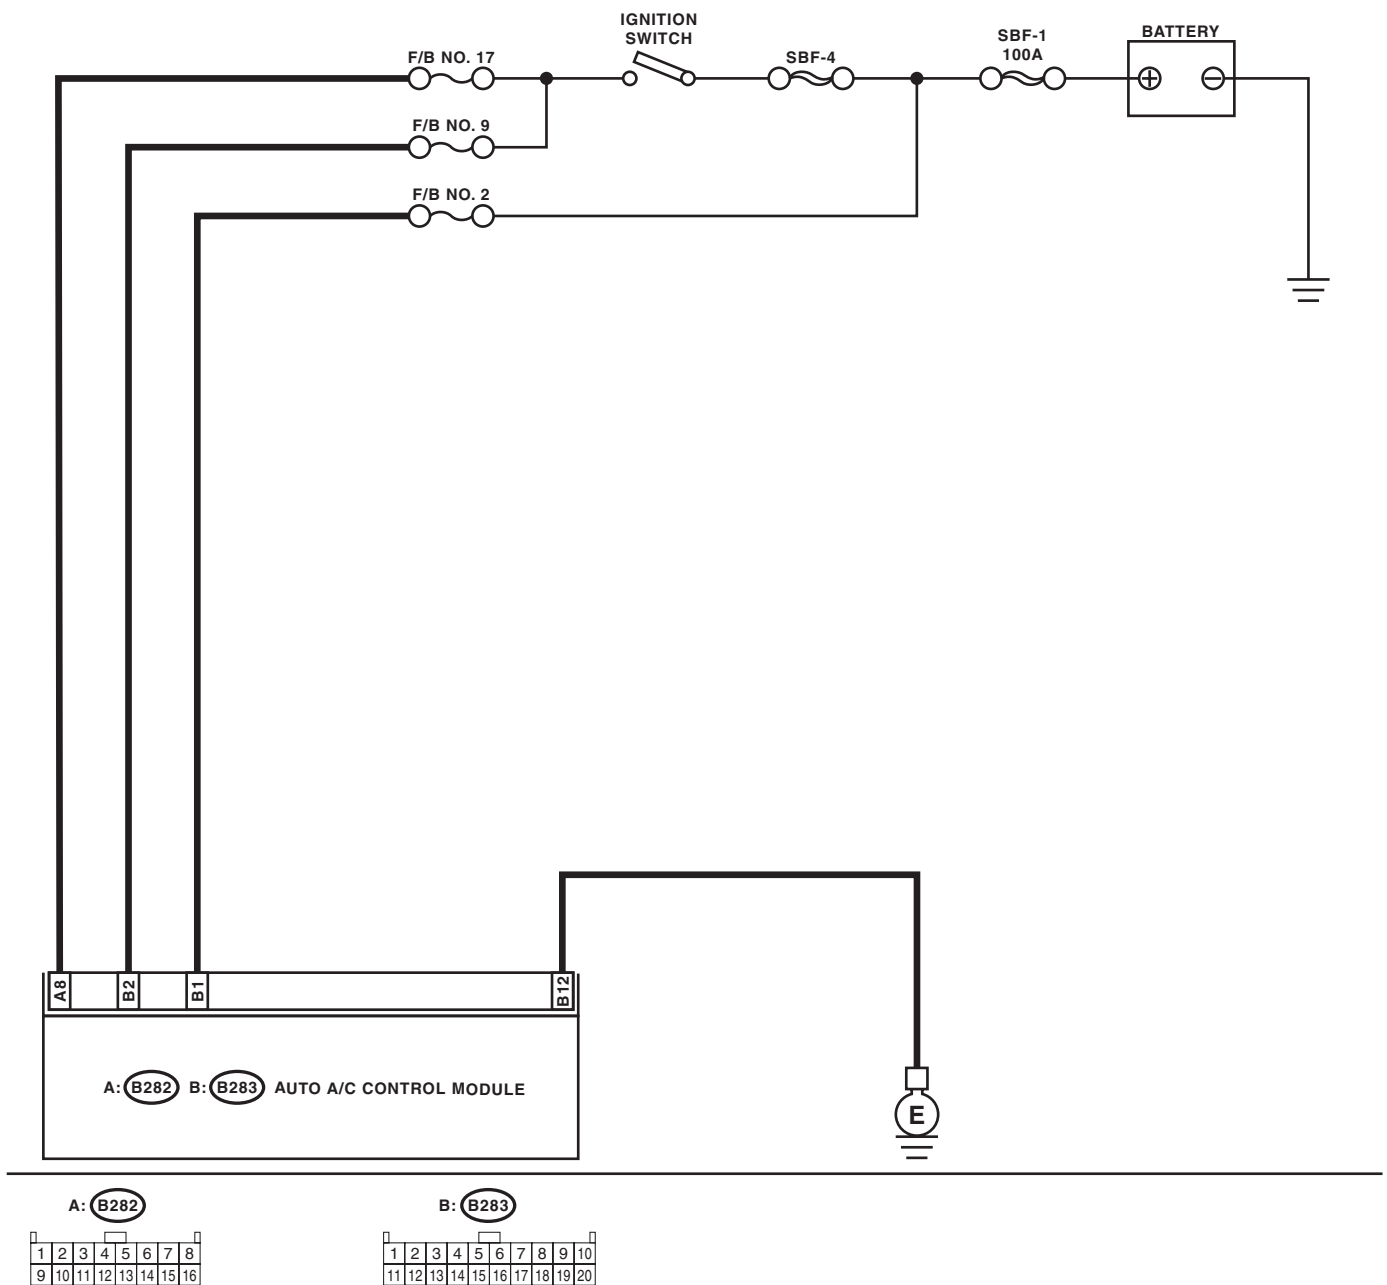 IGNITION
SWITCH
BATTERY
SBF-1
100A
F/B NO. 17
SBF-4
F/B NO. 9
F/B NO. 2
A8
B2
B1
B12
A: B282 B: B283 AUTO A/C CONTROL MODULE
E
A: B282
B: B283
1 2 3 4 5 6 7 8
9 10 11 12 13 14 15 16
1 2 3 4 5 6 7 8 9 10
11 12 13 14 15 16 17 18 19 20